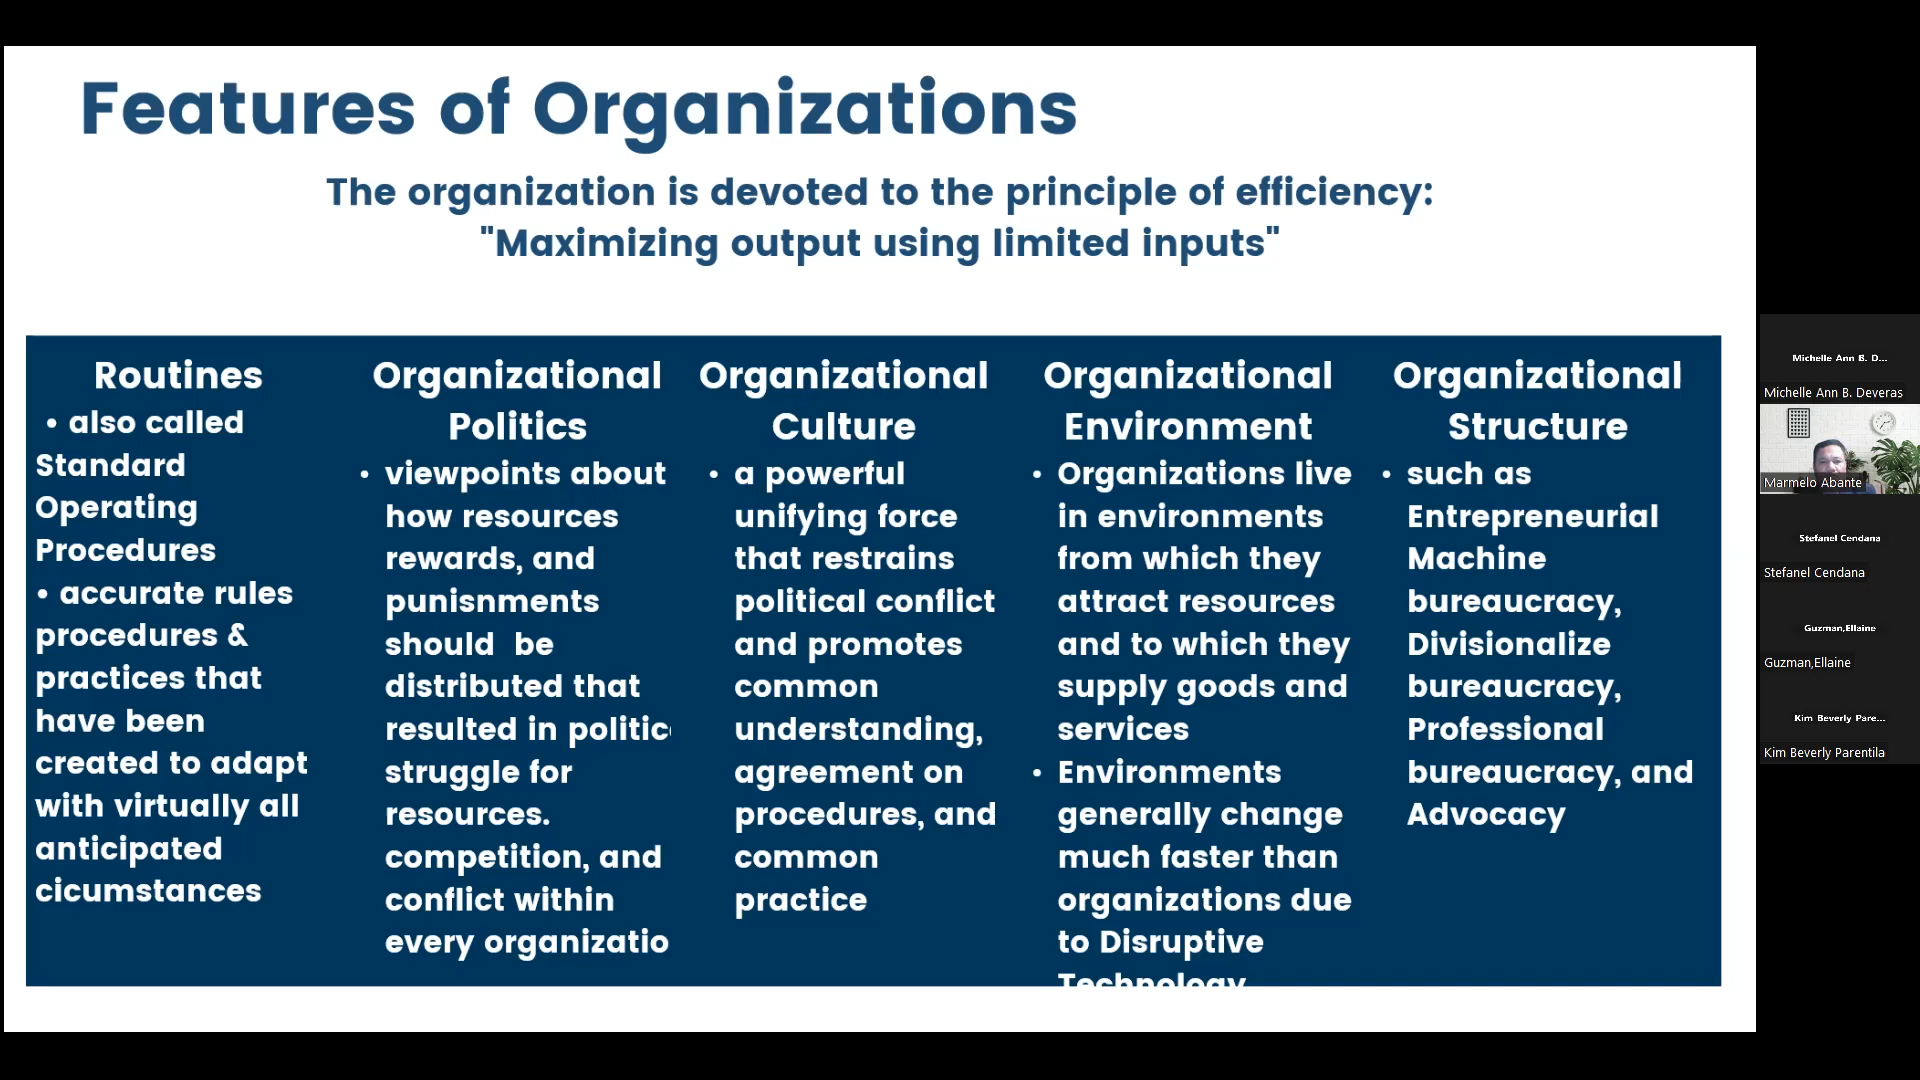 Features of Organizations
The organization is devoted to the principle of efficiency:
"Maximizing output using limited inputs"
Routines
• also called
Standard
Operating
Procedures
• accurate rules
procedures &
practices that
have been
created to adapt
with virtually all
anticipated
cicumstances
Organizational
Politics
• viewpoints about
how resources
rewards, and
punisnments
should be
distributed that
resulted in politic
struggle for
resources.
competition, and
conflict within
every organizatio
Organizational
Culture
• a powerful
unifying force
that restrains
political conflict
and promotes
common
understanding,
agreement on
procedures, and
common
practice
Organizational
Environment
• Organizations live
in environments
from which they
attract resources
and to which they
supply goods and
services
• Environments
generally change
much faster than
organizations due
to Disruptive
Technology
Organizational
Structure
• such as
Entrepreneurial
Machine
bureaucracy,
Divisionalize
bureaucracy,
Professional
bureaucracy, and
Advocacy
Michelle Ann B. D...
Michelle Ann B. Deveras
Marmelo Abante
Stefanel Cendana
Stefanel Cendana
Guzman,Ellaine
Guzman,Ellaine
Kim Beverly Pare...
Kim Beverly Parentila